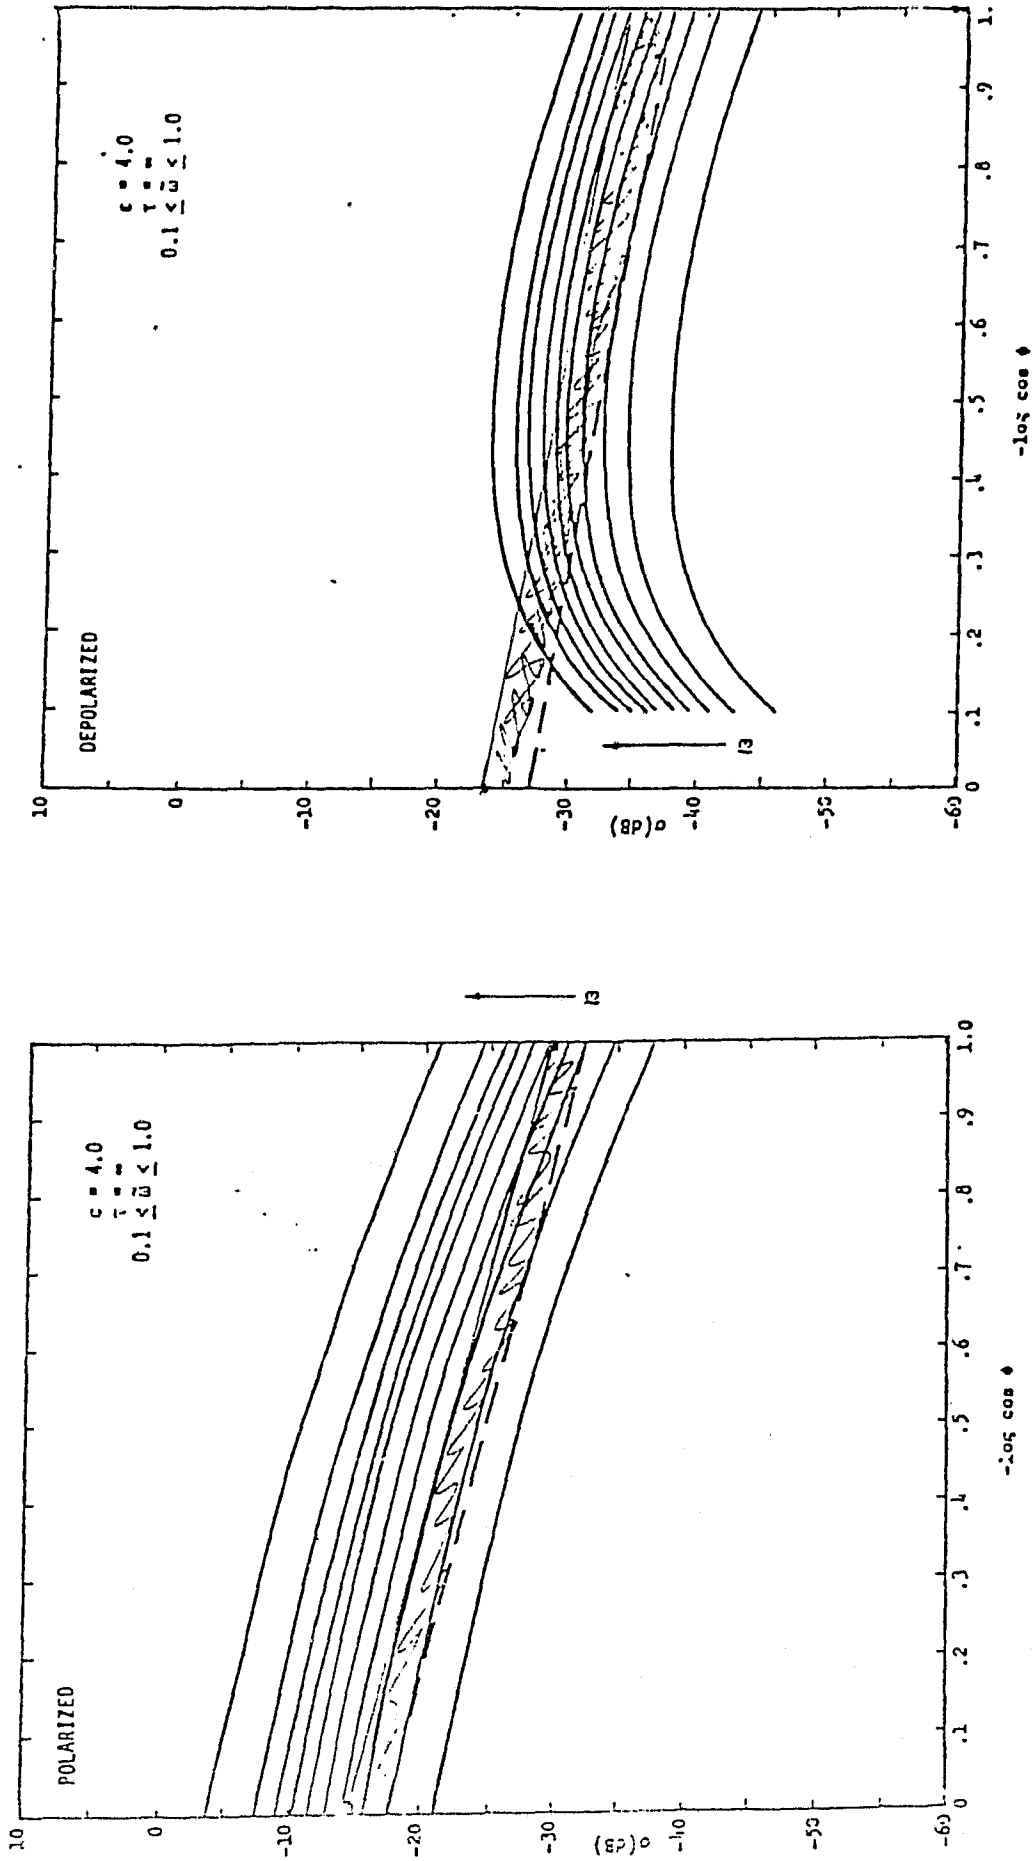 POLARIZED
ε = 4.0
τ = ∞
0.1 ≤ ω̃ ≤ 1.0
10
0
-10
-20
-30
-40
-50
-60
σ(dB)
0 .1 .2 .3 .4 .5 .6 .7 .8 .9 1.0
-log cos ϕ
ω̃
DEPOLARIZED
ε = 4.0
τ = ∞
0.1 ≤ ω̃ ≤ 1.0
10
0
-10
-20
-30
-40
-50
-60
σ(dB)
0 .1 .2 .3 .4 .5 .6 .7 .8 .9 1.
-log cos ϕ
ω̃